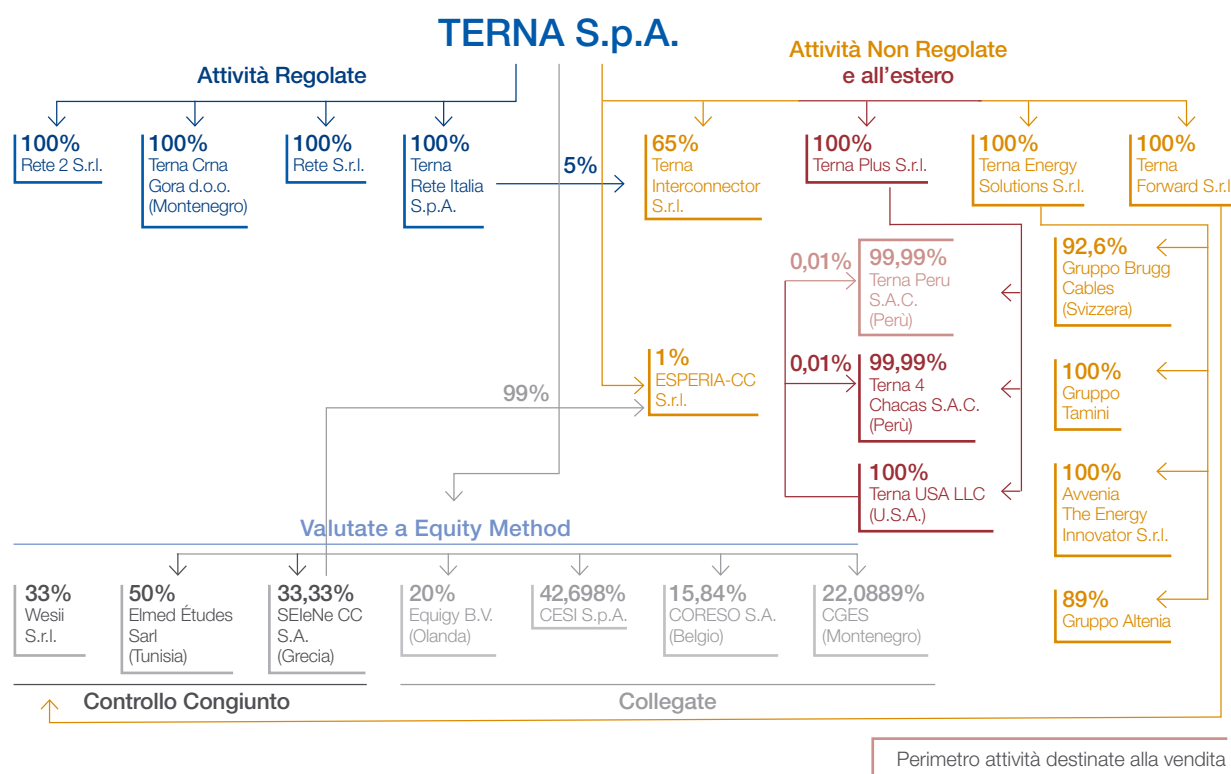 TERNA S.p.A.
Attività Regolate
Attività Non Regolate
e all'estero
100%
Rete 2 S.r.l.
100%
Terna Crna
Gora d.o.o.
(Montenegro)
100%
Rete S.r.l.
100%
Terna
Rete Italia
S.p.A.
5%
65%
Terna
Interconnector
S.r.l.
100%
Terna Plus S.r.l.
100%
Terna Energy
Solutions S.r.l.
100%
Terna
Forward S.r.l
0,01%
99,99%
Terna Peru
S.A.C.
(Perù)
92,6%
Gruppo Brugg
Cables
(Svizzera)
99%
1%
ESPERIA-CC
S.r.l.
0,01%
99,99%
Terna 4
Chacas S.A.C.
(Perù)
100%
Gruppo
Tamini
100%
Terna USA LLC
(U.S.A.)
100%
Avvenia
The Energy
Innovator S.r.l.
Valutate a Equity Method
33%
Wesii
S.r.l.
50%
Elmed Études
Sarl
(Tunisia)
33,33%
SEleNe CC
S.A.
(Grecia)
20%
Equigy B.V.
(Olanda)
42,698%
CESI S.p.A.
15,84%
CORESO S.A.
(Belgio)
22,0889%
CGES
(Montenegro)
89%
Gruppo Altenia
Controllo Congiunto
Collegate
Perimetro attività destinate alla vendita